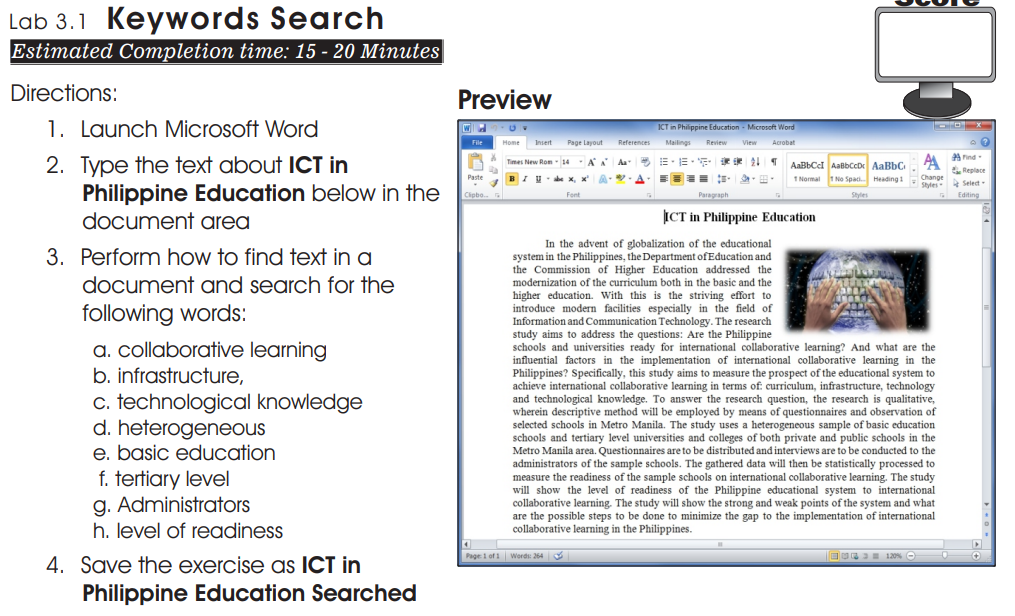 Lab 3.1 Keywords Search
Score
Estimated Completion time: 15 - 20 Minutes
Directions:
1. Launch Microsoft Word
2. Type the text about ICT in
Philippine Education below in the
document area
3. Perform how to find text in a
document and search for the
following words:
a. collaborative learning
b. infrastructure,
c. technological knowledge
d. heterogeneous
e. basic education
f. tertiary level
g. Administrators
h. level of readiness
4. Save the exercise as ICT in
Philippine Education Searched
Preview
ICT in Philippine Education - Microsoft Word
File Home Insert Page Layout References Mailings Review View Acrobat
Times New Rom 14 A A Aa
AaBbCcI AaBbCcDc AaBbC
Find
Replace
Select
Paste
B I U abc x, x² A A
¶ Normal ¶ No Spaci... Heading 1
Change
Styles
Clipbo... Font Paragraph Styles Editing
ICT in Philippine Education
In the advent of globalization of the educational
system in the Philippines, the Department of Education and
the Commission of Higher Education addressed the
modernization of the curriculum both in the basic and the
higher education. With this is the striving effort to
introduce modern facilities especially in the field of
Information and Communication Technology. The research
study aims to address the questions: Are the Philippine
schools and universities ready for international collaborative learning? And what are the
influential factors in the implementation of international collaborative learning in the
Philippines? Specifically, this study aims to measure the prospect of the educational system to
achieve international collaborative learning in terms of: curriculum, infrastructure, technology
and technological knowledge. To answer the research question, the research is qualitative,
wherein descriptive method will be employed by means of questionnaires and observation of
selected schools in Metro Manila. The study uses a heterogeneous sample of basic education
schools and tertiary level universities and colleges of both private and public schools in the
Metro Manila area. Questionnaires are to be distributed and interviews are to be conducted to the
administrators of the sample schools. The gathered data will then be statistically processed to
measure the readiness of the sample schools on international collaborative learning. The study
will show the level of readiness of the Philippine educational system to international
collaborative learning. The study will show the strong and weak points of the system and what
are the possible steps to be done to minimize the gap to the implementation of international
collaborative learning in the Philippines.
Page: 1 of 1 Words: 264 120%